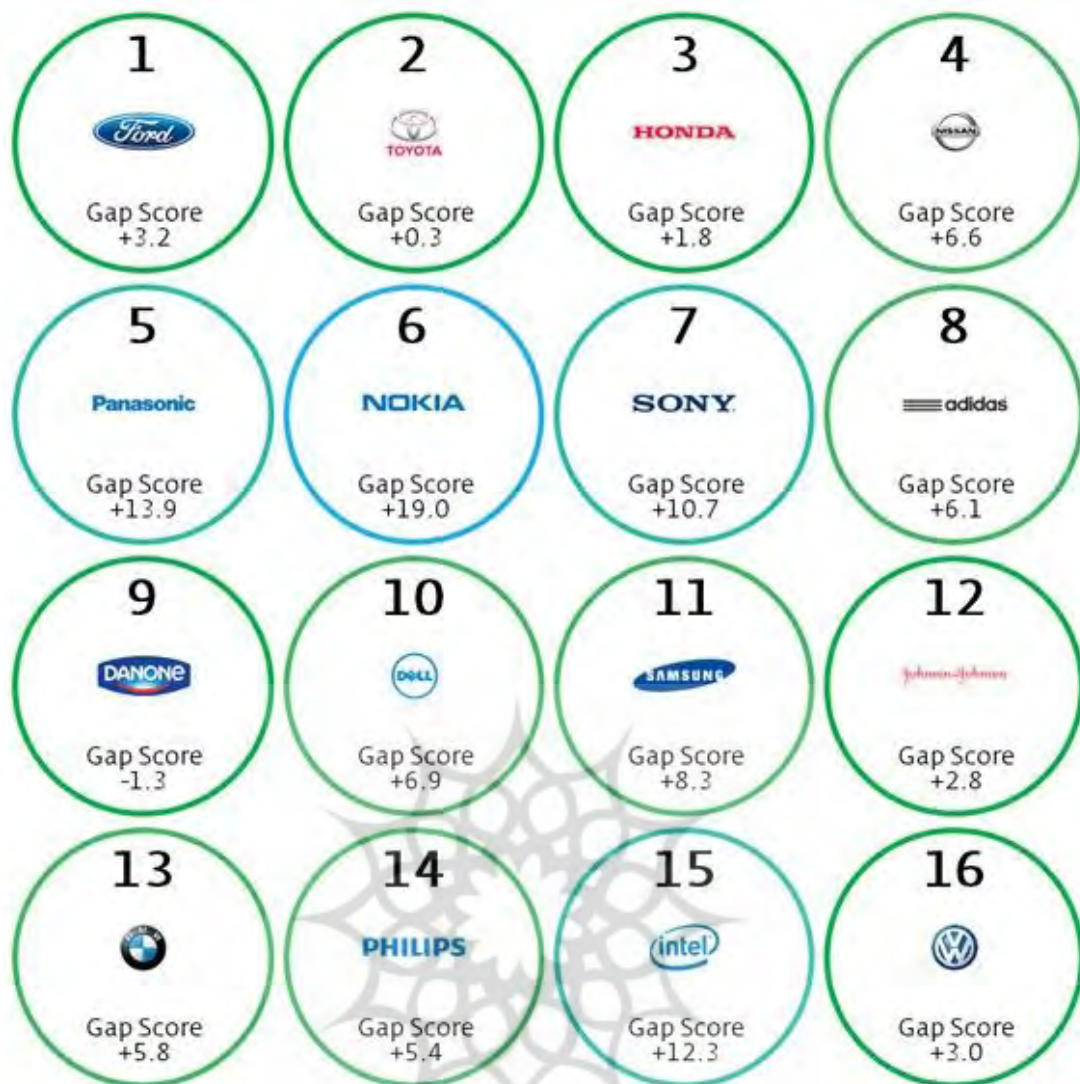 1
Ford
Gap Score
+3.2
2
TOYOTA
Gap Score
+0.3
3
HONDA
Gap Score
+1.8
4
NISSAN
Gap Score
+6.6
5
Panasonic
Gap Score
+13.9
6
NOKIA
Gap Score
+19.0
7
SONY
Gap Score
+10.7
8
adidas
Gap Score
+6.1
9
DANONE
Gap Score
-1.3
10
DELL
Gap Score
+6.9
11
SAMSUNG
Gap Score
+8.3
12
Johnson & Johnson
Gap Score
+2.8
13
BMW
Gap Score
+5.8
14
PHILIPS
Gap Score
+5.4
15
intel
Gap Score
+12.3
16
VW
Gap Score
+3.0